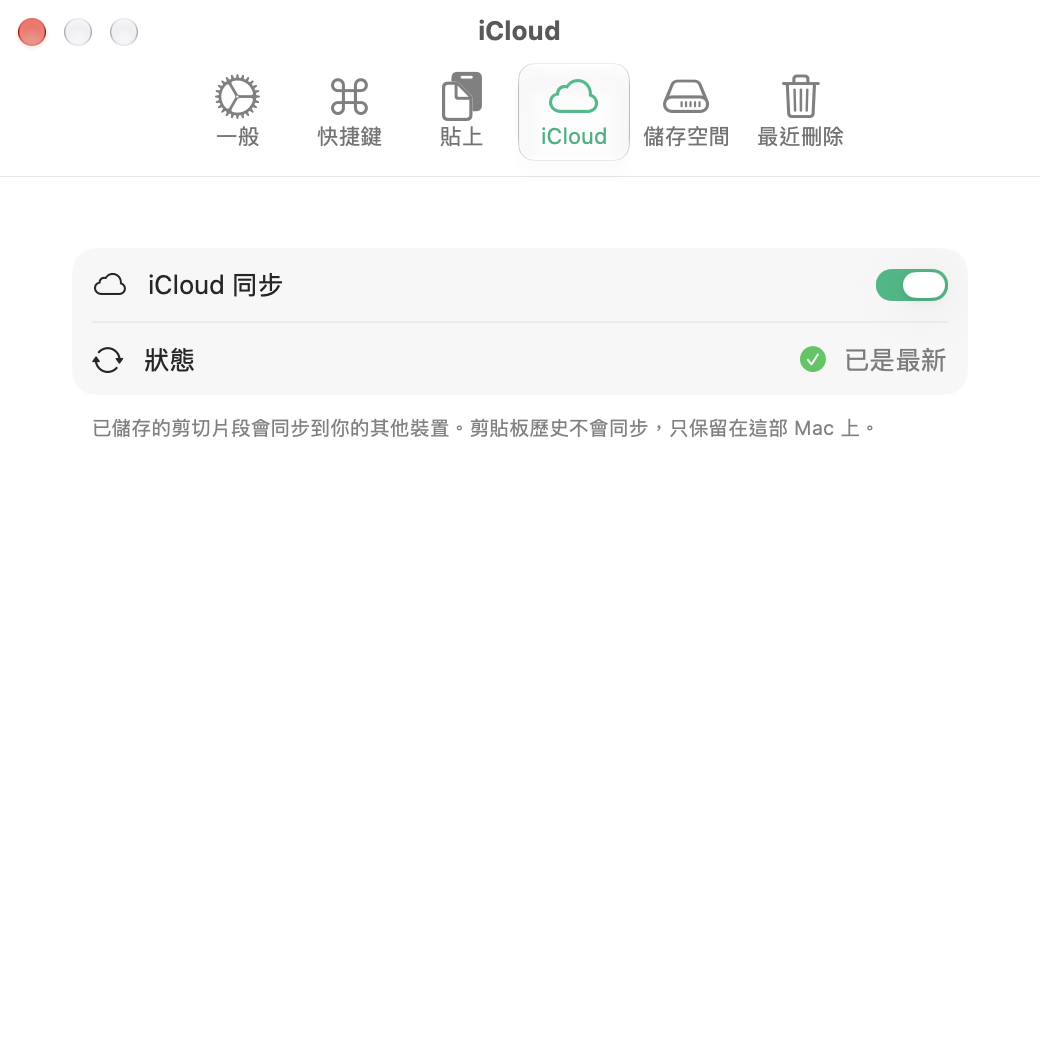 iCloud
一般
快捷鍵
貼上
iCloud
儲存空間
最近刪除
iCloud 同步
狀態
已是最新
已儲存的剪切片段會同步到你的其他裝置。剪貼板歷史不會同步，只保留在這部 Mac 上。